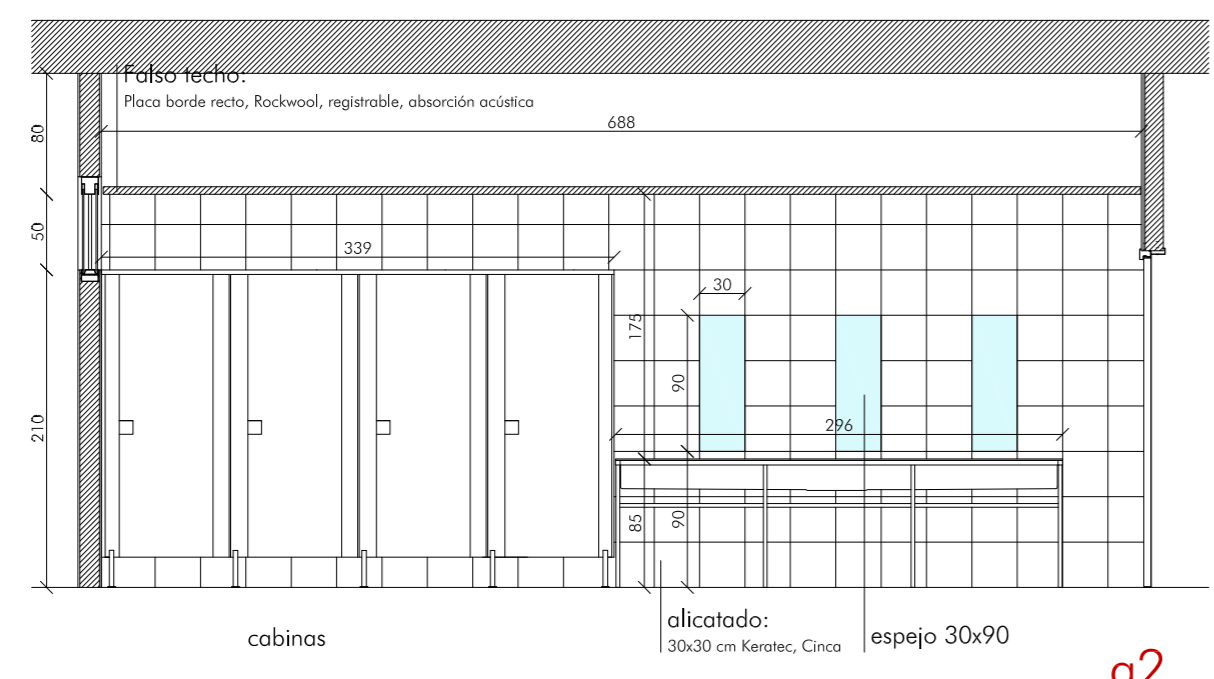 Falso techo:
Placa borde recto, Rockwool, registrable, absorción acústica
688
80
50
339
30
175
90
210
296
85
90
cabinas
alicatado:
30x30 cm Keratec, Cinca
espejo 30x90